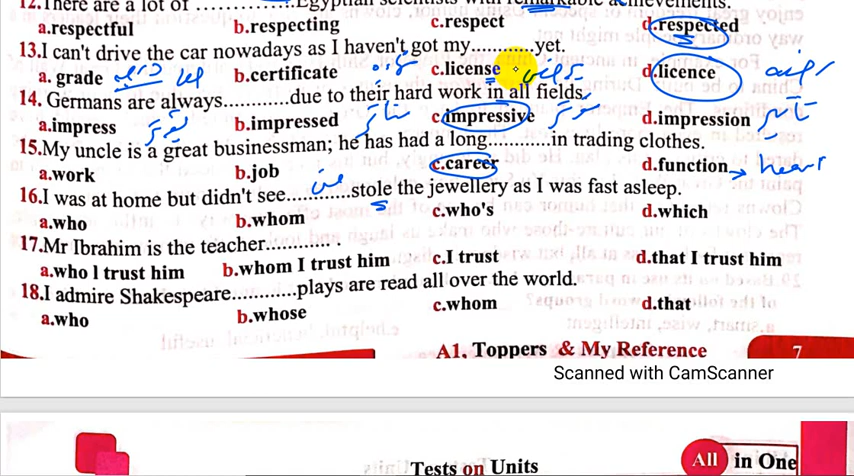 12.There are a lot of ............Egyptian scientists with remarkable achievements.
a.respectful b.respecting c.respect d.respected
13.I can't drive the car nowadays as I haven't got my............yet.
a. grade b.certificate c.license d.licence
14. Germans are always............due to their hard work in all fields.
a.impress b.impressed c.impressive d.impression
15.My uncle is a great businessman; he has had a long............in trading clothes.
a.work b.job c.career d.function → heart
16.I was at home but didn't see............stole the jewellery as I was fast asleep.
a.who b.whom c.who's d.which
17.Mr Ibrahim is the teacher............ .
a.who I trust him b.whom I trust him c.I trust d.that I trust him
18.I admire Shakespeare............plays are read all over the world.
a.who b.whose c.whom d.that
A1, Toppers & My Reference 7
Scanned with CamScanner
Tests on Units All in One